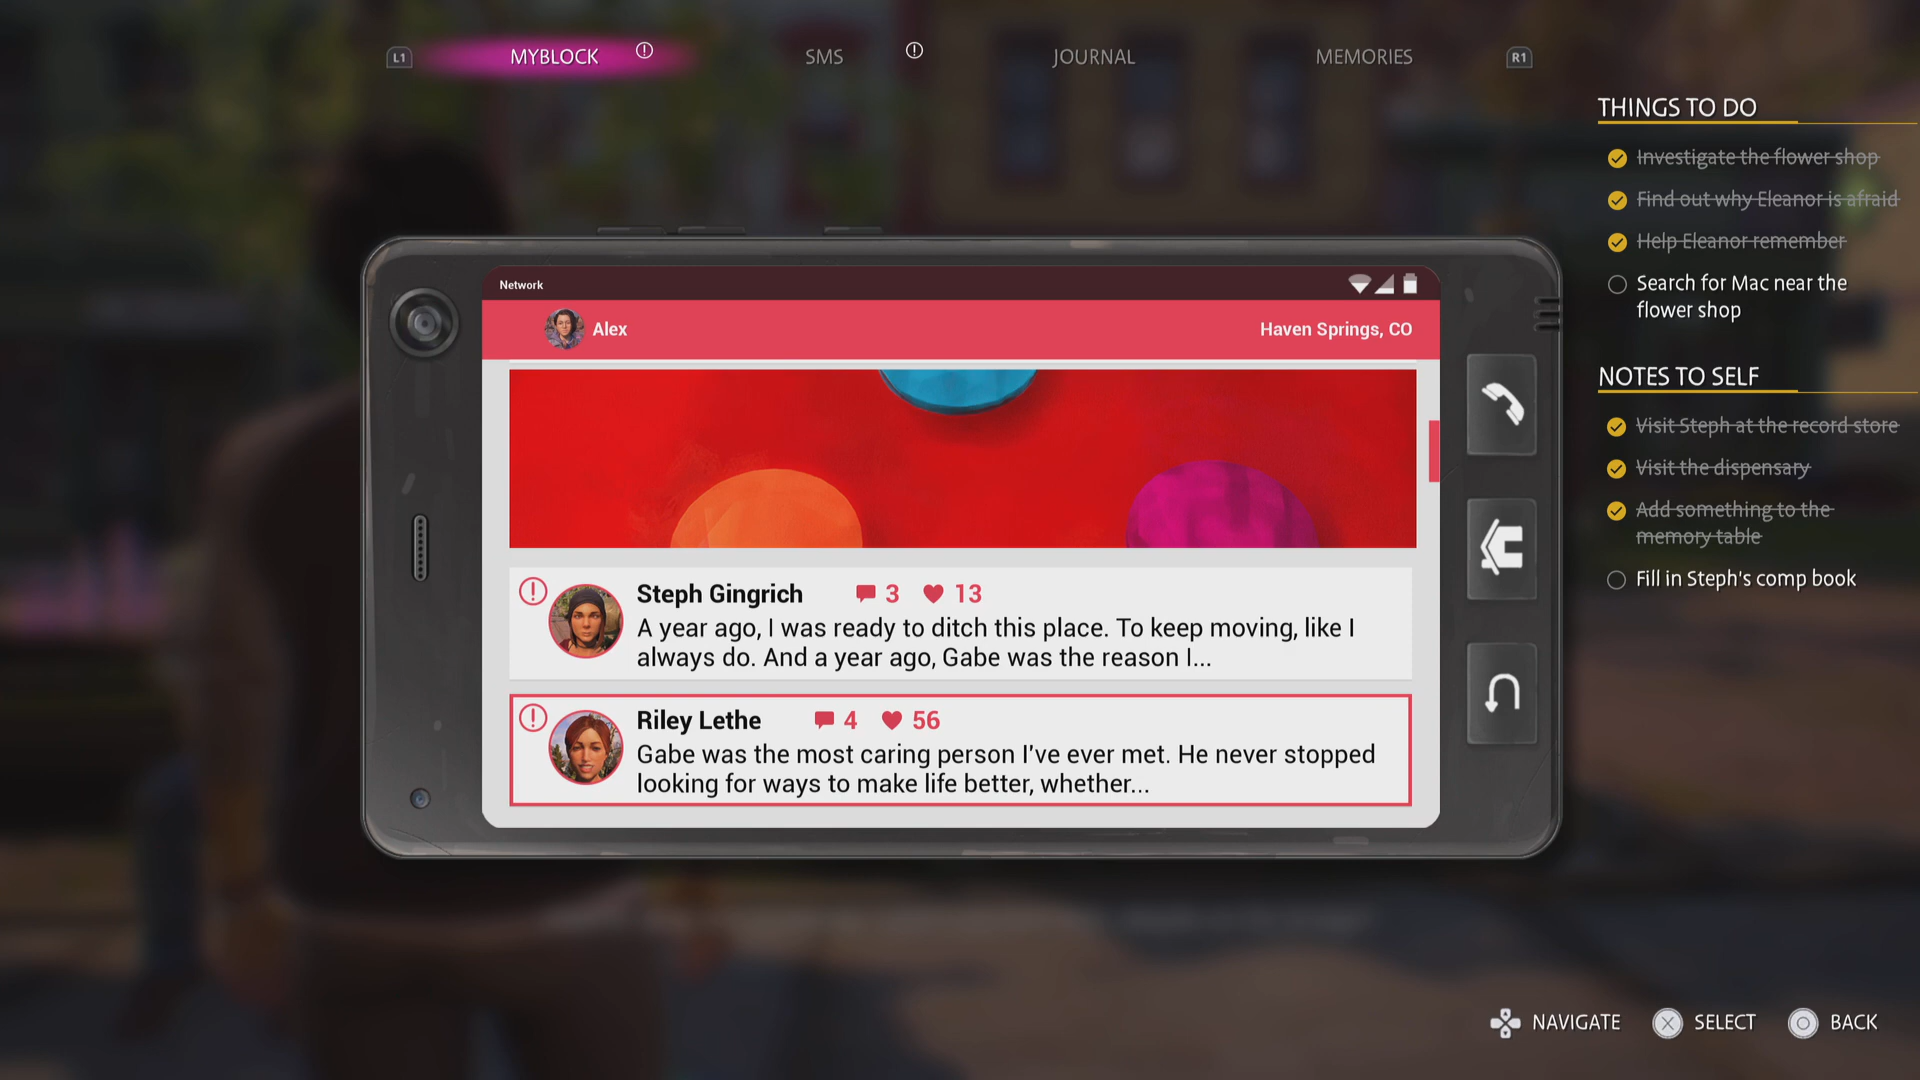 L1
MYBLOCK
SMS
JOURNAL
MEMORIES
R1
THINGS TO DO
Investigate the flower shop
Find out why Eleanor is afraid
Help Eleanor remember
Search for Mac near the
flower shop
NOTES TO SELF
Visit Steph at the record store
Visit the dispensary
Add something to the
memory table
Fill in Steph's comp book
Network
Alex
Haven Springs, CO
Steph Gingrich 3 13
A year ago, I was ready to ditch this place. To keep moving, like I
always do. And a year ago, Gabe was the reason I...
Riley Lethe 4 56
Gabe was the most caring person I've ever met. He never stopped
looking for ways to make life better, whether...
NAVIGATE
SELECT
BACK